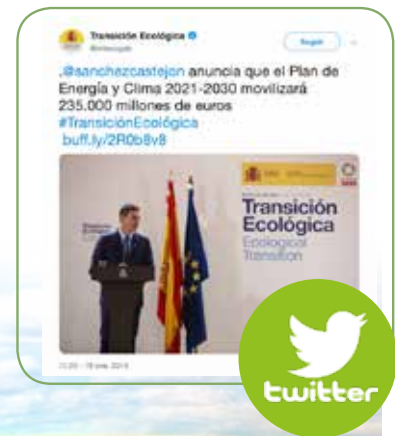 Transición Ecológica
Seguir
.@sanchezcastejon anuncia que el Plan de
Energía y Clima 2021-2030 movilizará
235.000 millones de euros
#TransiciónEcológica
buff.ly/2R0b8v8
Transición
Ecológica
Ecological
Transition
twitter